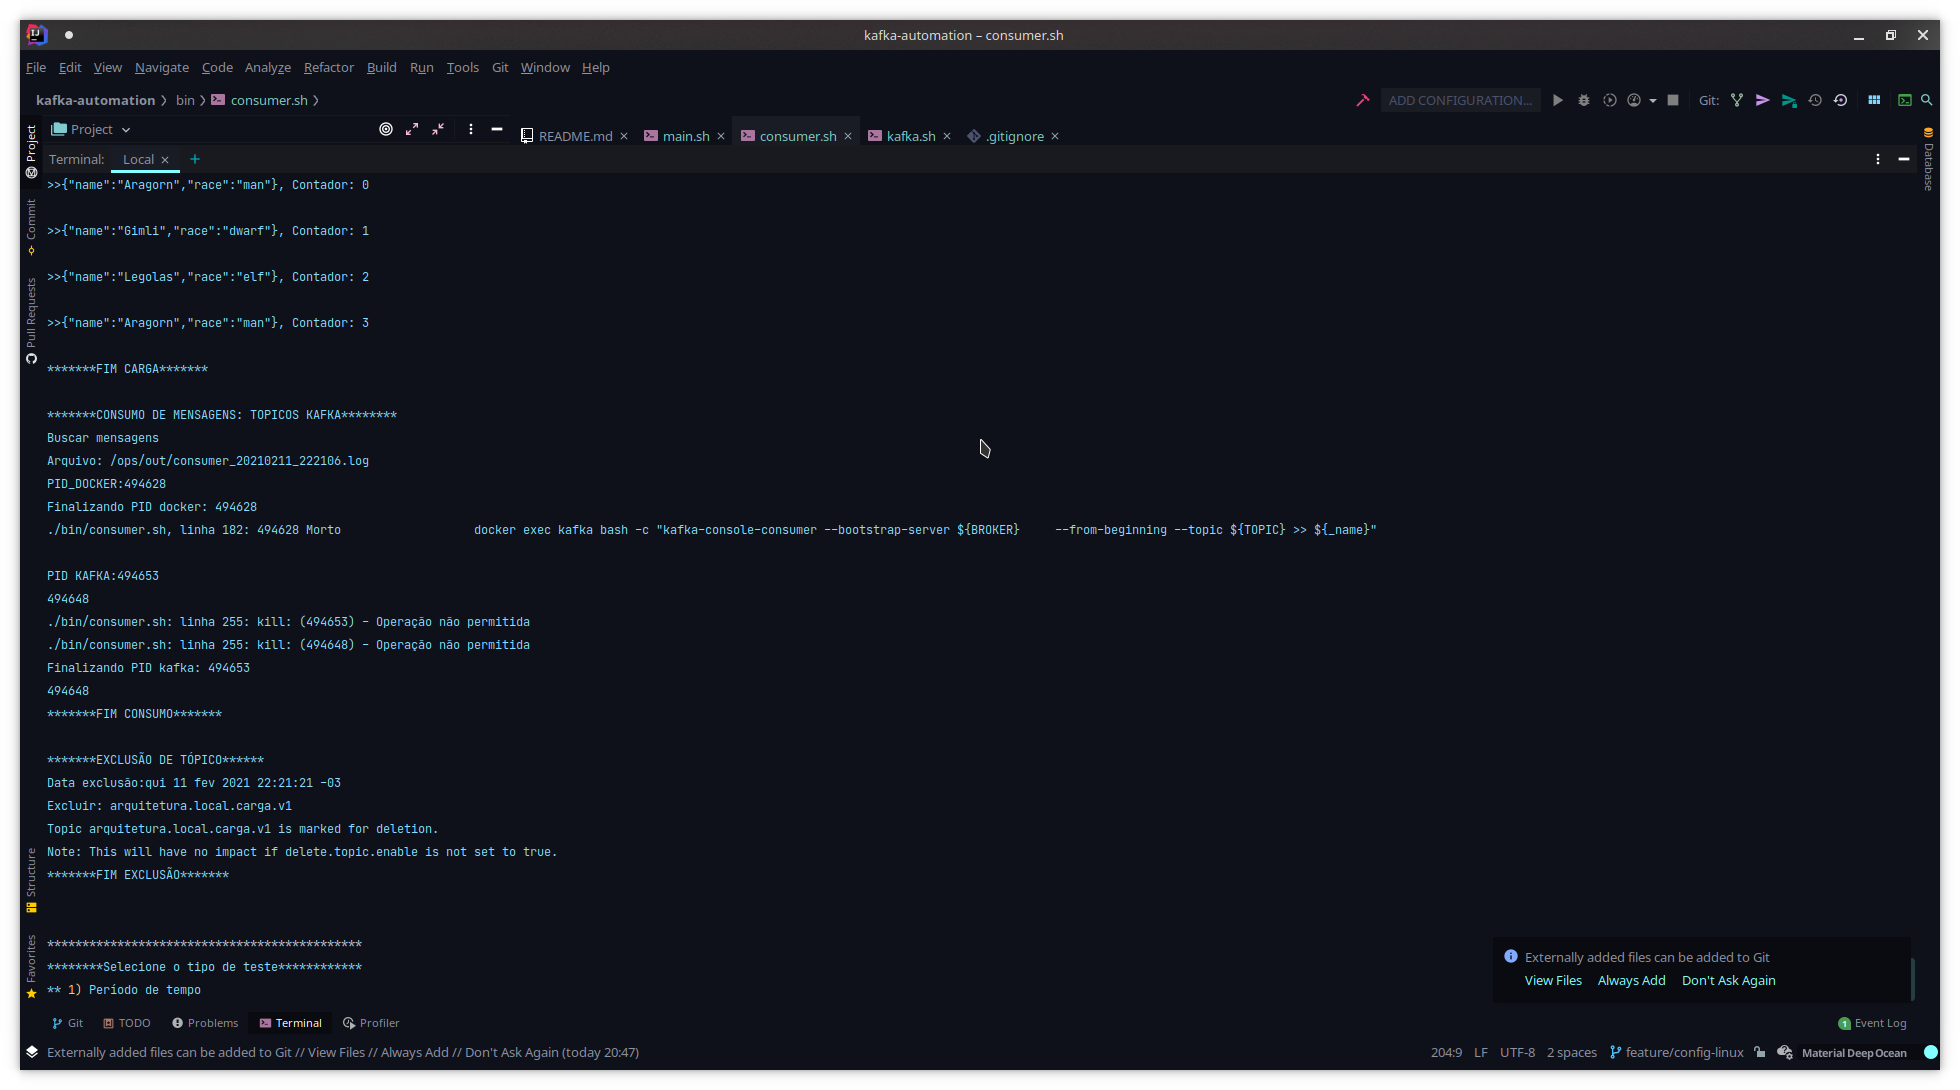 kafka-automation – consumer.sh
File Edit View Navigate Code Analyze Refactor Build Run Tools Git Window Help
kafka-automation bin consumer.sh
ADD CONFIGURATION... Git:
Project
README.md main.sh consumer.sh kafka.sh .gitignore
Terminal: Local +
Project
Commit
Pull Requests
Structure
Favorites
Database
>>{"name":"Aragorn","race":"man"}, Contador: 0
>>{"name":"Gimli","race":"dwarf"}, Contador: 1
>>{"name":"Legolas","race":"elf"}, Contador: 2
>>{"name":"Aragorn","race":"man"}, Contador: 3
*******FIM CARGA*******
*******CONSUMO DE MENSAGENS: TOPICOS KAFKA********
Buscar mensagens
Arquivo: /ops/out/consumer_20210211_222106.log
PID_DOCKER:494628
Finalizando PID docker: 494628
./bin/consumer.sh, linha 182: 494628 Morto                   docker exec kafka bash -c "kafka-console-consumer --bootstrap-server ${BROKER}     --from-beginning --topic ${TOPIC} >> ${_name}"
PID KAFKA:494653
494648
./bin/consumer.sh: linha 255: kill: (494653) - Operação não permitida
./bin/consumer.sh: linha 255: kill: (494648) - Operação não permitida
Finalizando PID kafka: 494653
494648
*******FIM CONSUMO*******
*******EXCLUSÃO DE TÓPICO******
Data exclusão:qui 11 fev 2021 22:21:21 -03
Excluir: arquitetura.local.carga.v1
Topic arquitetura.local.carga.v1 is marked for deletion.
Note: This will have no impact if delete.topic.enable is not set to true.
*******FIM EXCLUSÃO*******
*********************************************
********Selecione o tipo de teste************
** 1) Período de tempo
Externally added files can be added to Git
View Files Always Add Don't Ask Again
Git TODO Problems Terminal Profiler
1 Event Log
Externally added files can be added to Git // View Files // Always Add // Don't Ask Again (today 20:47)
204:9 LF UTF-8 2 spaces feature/config-linux Material Deep Ocean